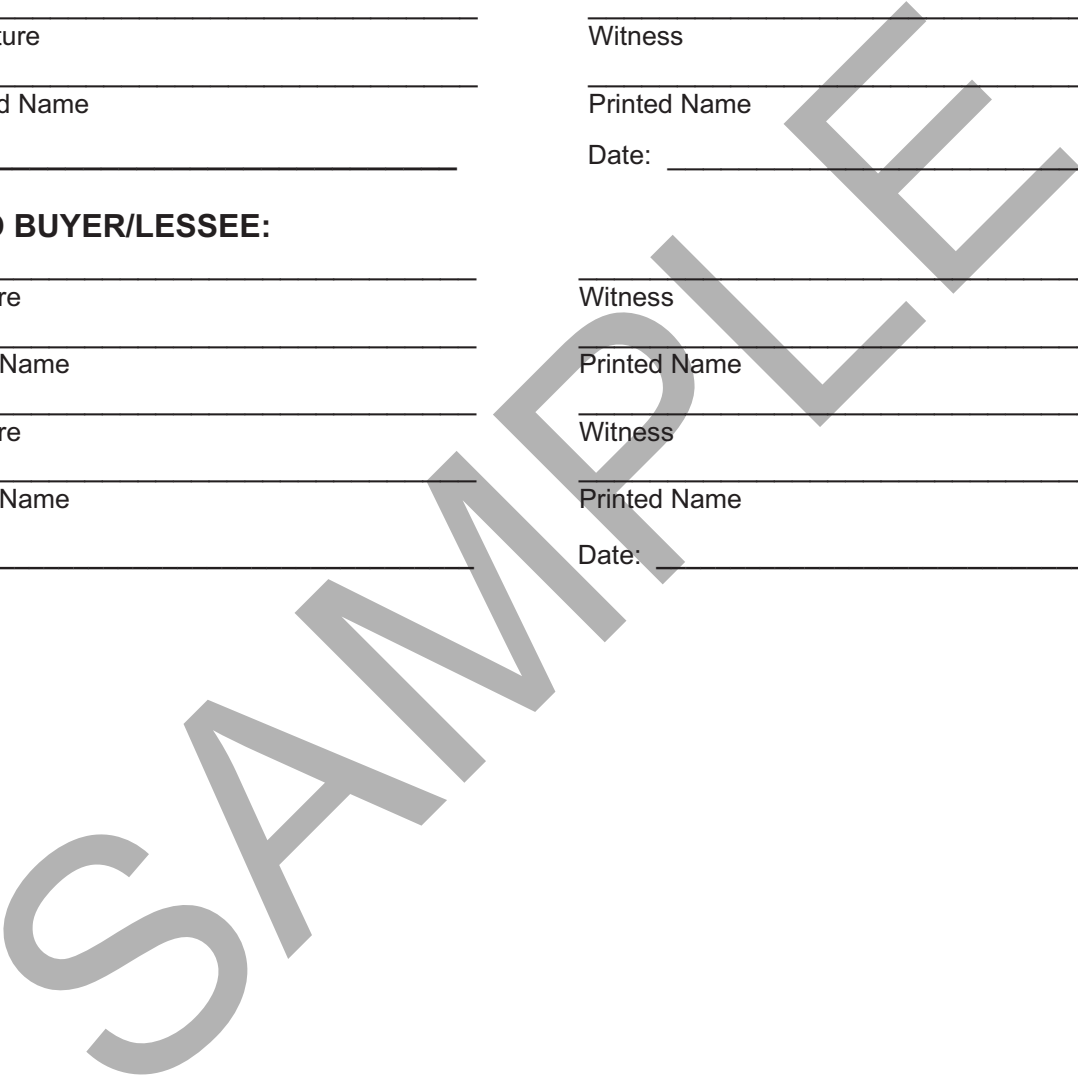 ture Witness
d Name Printed Name
Date:
BUYER/LESSEE:
re Witness
Name Printed Name
re Witness
Name Printed Name
Date:
SAMPLE